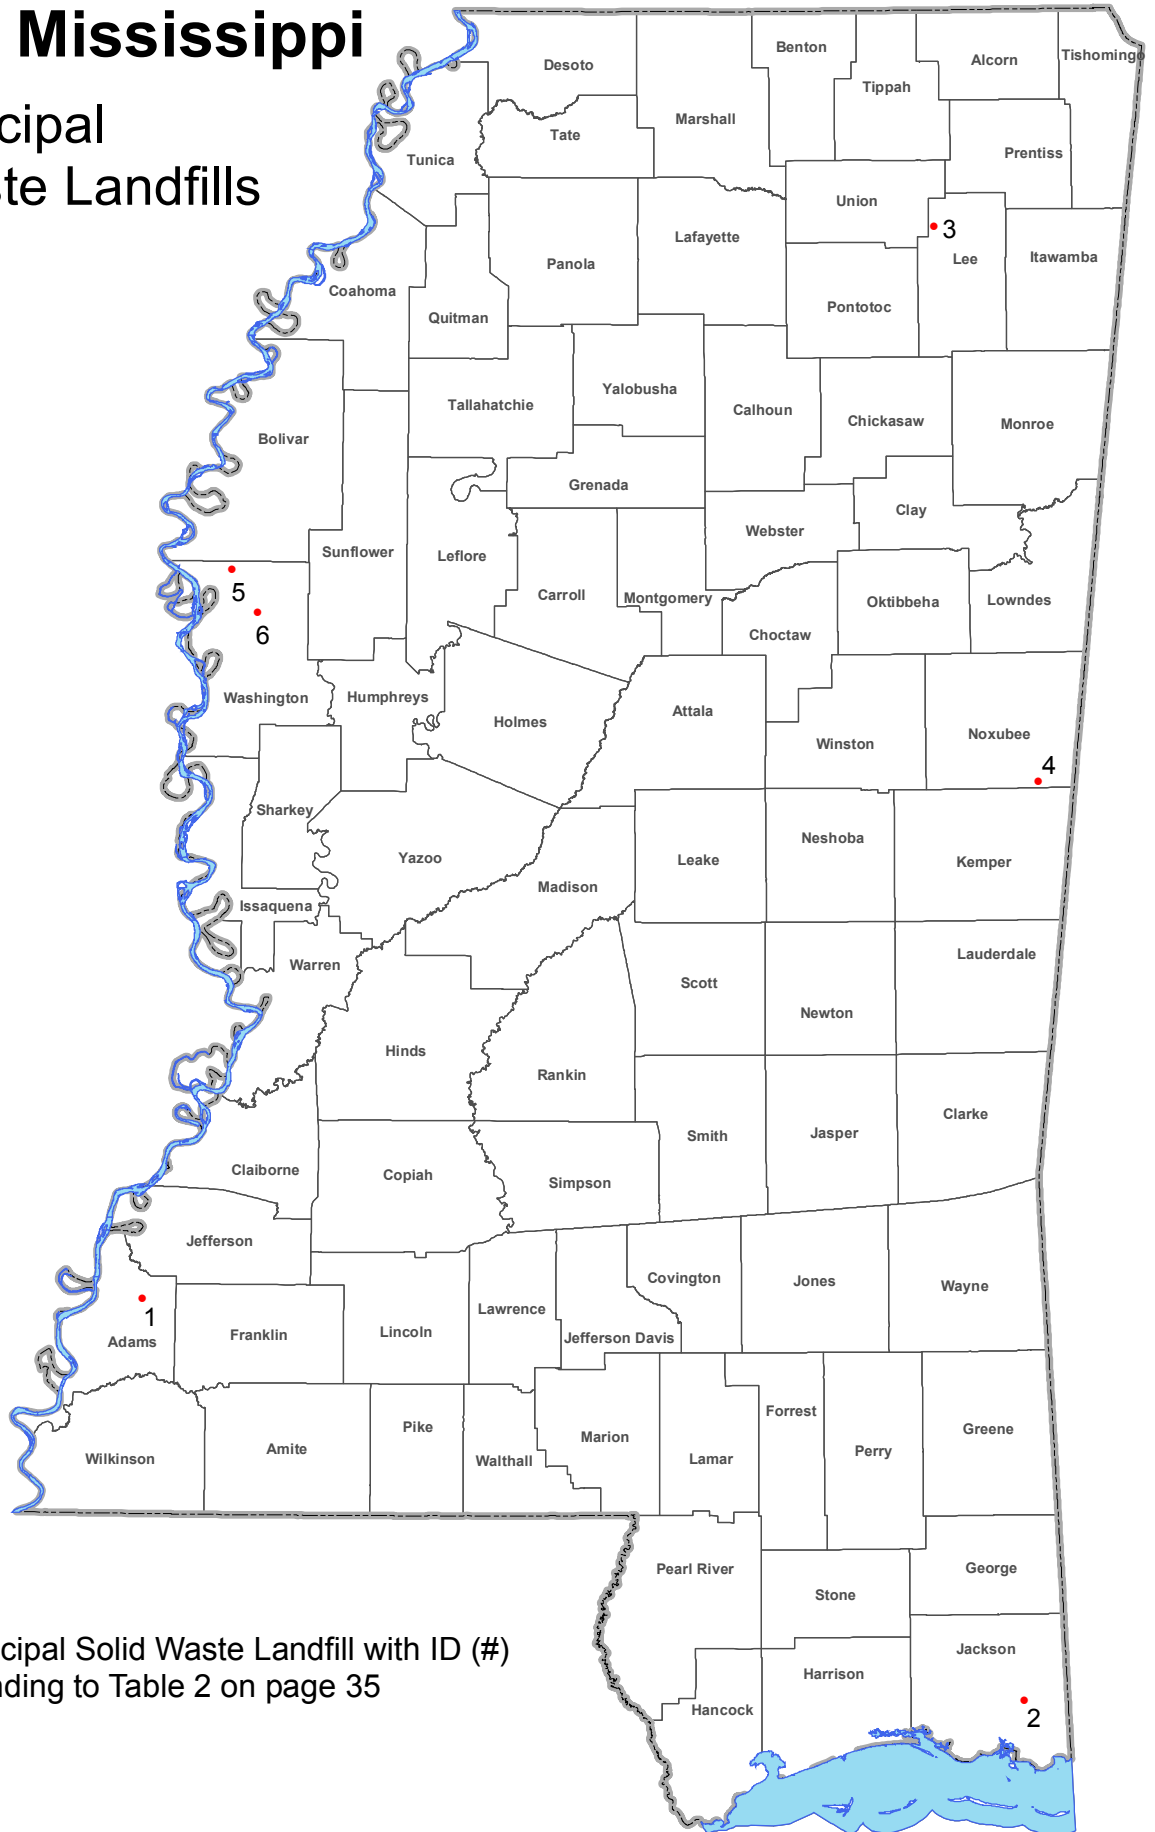 Mississippi
cipal
te Landfills
Benton
Alcorn
Tishomingo
Desoto
Tippah
Marshall
Tate
Prentiss
Tunica
Union
3
Lafayette
Lee
Itawamba
Panola
Coahoma
Pontotoc
Quitman
Yalobusha
Tallahatchie
Calhoun
Chickasaw
Monroe
Bolivar
Grenada
Clay
Webster
Sunflower
Leflore
5
Carroll
Montgomery
Oktibbeha
Lowndes
6
Choctaw
Washington
Humphreys
Attala
Holmes
Noxubee
Winston
4
Sharkey
Neshoba
Yazoo
Leake
Kemper
Madison
Issaquena
Lauderdale
Warren
Scott
Newton
Hinds
Rankin
Clarke
Smith
Jasper
Claiborne
Copiah
Simpson
Jefferson
Covington
Jones
Wayne
1
Lawrence
Adams
Franklin
Lincoln
Jefferson Davis
Forrest
Pike
Greene
Marion
Amite
Perry
Wilkinson
Walthall
Lamar
Pearl River
George
Stone
cipal Solid Waste Landfill with ID (#)
Jackson
Harrison
nding to Table 2 on page 35
Hancock
2